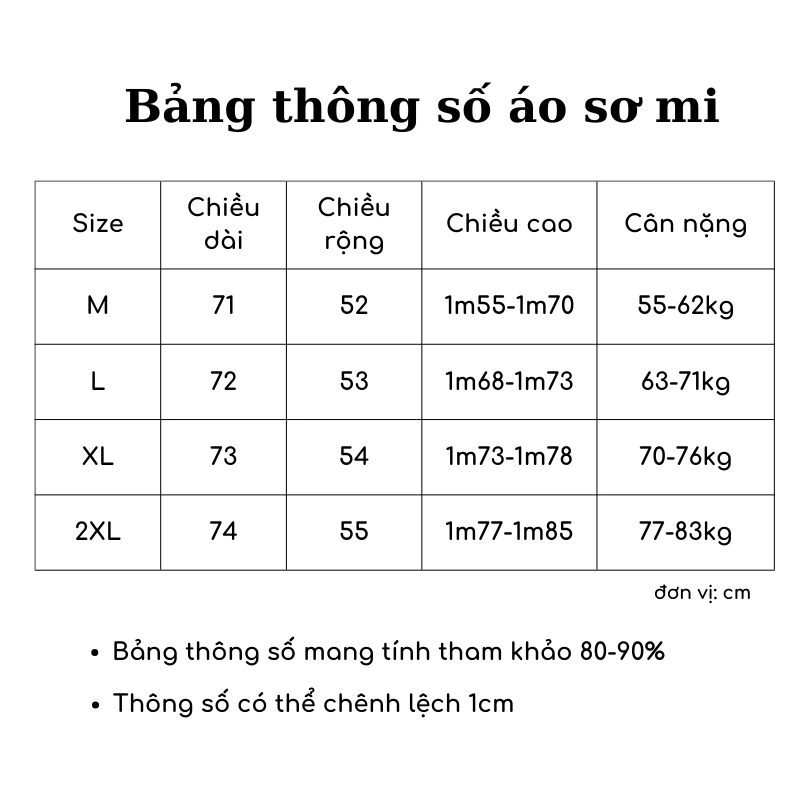 Bảng thông số áo sơ mi
Size Chiều dài Chiều rộng Chiều cao Cân nặng
M 71 52 1m55-1m70 55-62kg
L 72 53 1m68-1m73 63-71kg
XL 73 54 1m73-1m78 70-76kg
2XL 74 55 1m77-1m85 77-83kg
đơn vị: cm
• Bảng thông số mang tính tham khảo 80-90%
• Thông số có thể chênh lệch 1cm